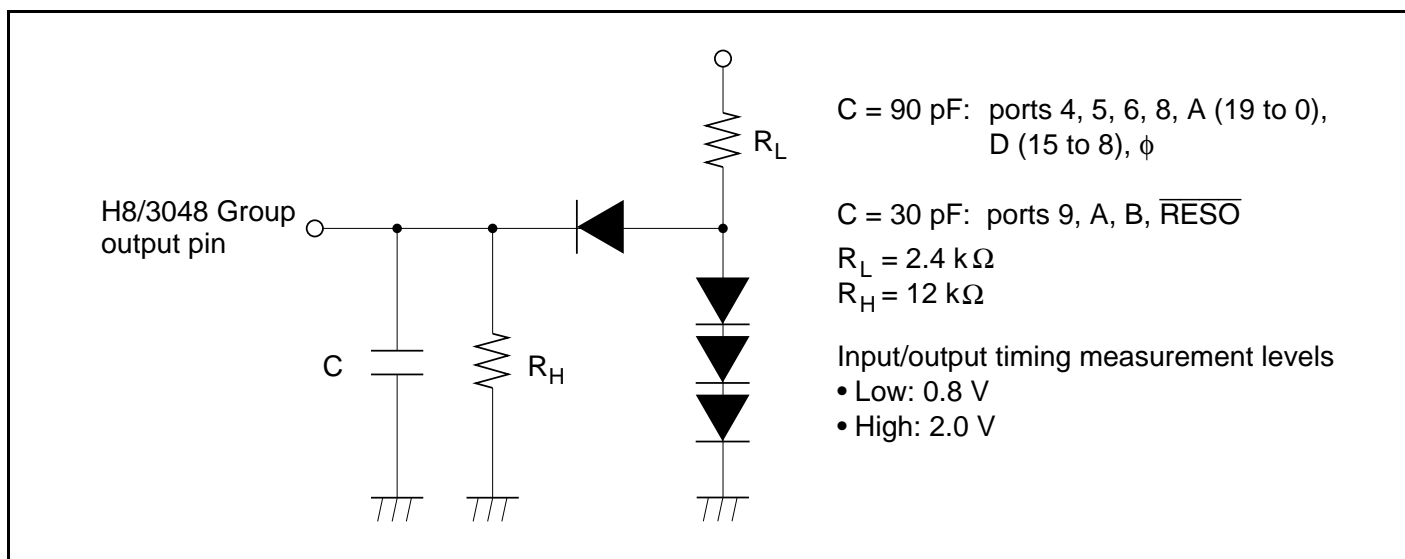 R_L
C = 90 pF: ports 4, 5, 6, 8, A (19 to 0),
D (15 to 8), ϕ
H8/3048 Group
output pin
C = 30 pF: ports 9, A, B, R̅E̅S̅O̅
R_L = 2.4 kΩ
R_H = 12 kΩ
C
R_H
Input/output timing measurement levels
• Low: 0.8 V
• High: 2.0 V